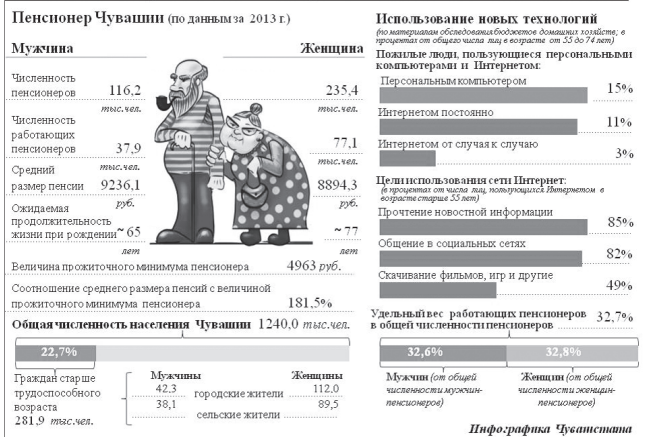 Пенсионер Чувашии (по данным за 2013 г.)
Мужчина
Женщина
Численность
пенсионеров 116,2 235,4
тыс.чел. тыс.чел.
Численность
работающих
пенсионеров 37,9 77,1
тыс.чел. тыс.чел.
Средний
размер пенсии 9236,1 8894,3
руб. руб.
Ожидаемая
продолжительность
жизни при рождении ~ 65 ~ 77
лет лет
Величина прожиточного минимума пенсионера 4963 руб.
Соотношение среднего размера пенсий с величиной
прожиточного минимума пенсионера 181,5%
Общая численность населения Чувашии 1240,0 тыс.чел.
22,7%
Граждан старше
трудоспособного
возраста
281,9 тыс.чел.
Мужчины Женщины
42,3 городские жители 112,0
38,1 сельские жители 89,5
Использование новых технологий
(по материалам обследования бюджетов домашних хозяйств; в
процентах от общего числа лиц в возрасте от 55 до 74 лет)
Пожилые люди, пользующиеся персональными
компьютерами и Интернетом:
Персональным компьютером
15%
Интернетом постоянно
11%
Интернетом от случая к случаю
3%
Цели использования сети Интернет:
(в процентах от числа лиц, пользующихся Интернетом в
возрасте старше 55 лет)
Прочтение новостной информации
85%
Общение в социальных сетях
82%
Скачивание фильмов, игр и другие
49%
Удельный вес работающих пенсионеров
в общей численности пенсионеров 32,7%
32,6% 32,8%
Мужчин (от общей
численности мужчин-
пенсионеров)
Женщин (от общей
численности женщин-
пенсионеров)
Инфографика Чувашстата